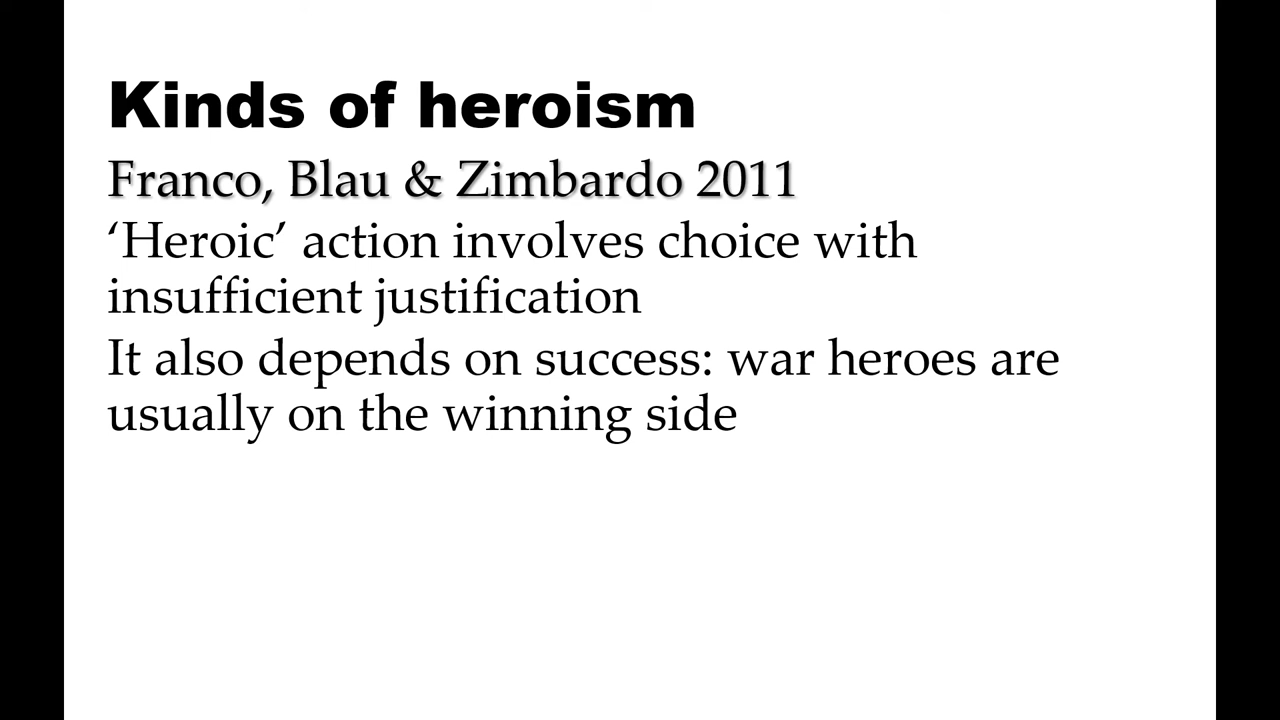 Kinds of heroism
Franco, Blau & Zimbardo 2011
‘Heroic’ action involves choice with
insufficient justification
It also depends on success: war heroes are
usually on the winning side